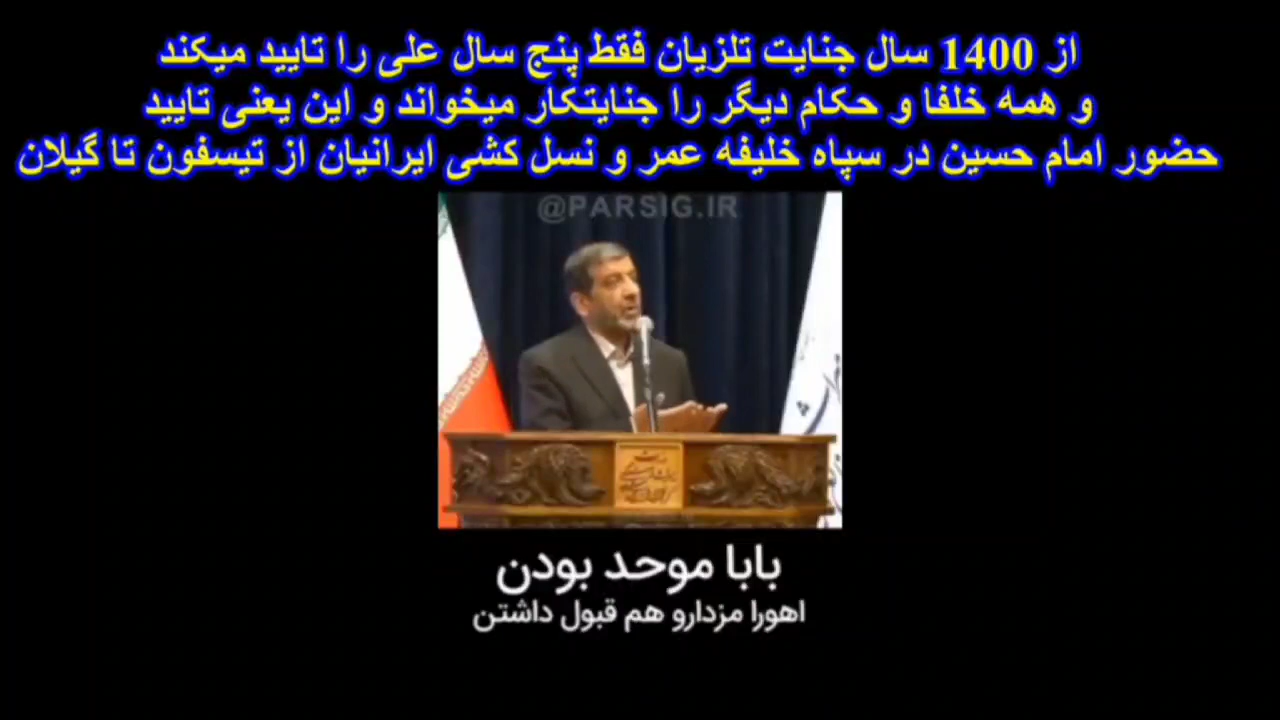 از 1400 سال جنایت تلزیان فقط پنج سال علی را تایید میکند
و همه خلفا و حکام دیگر را جنایتکار میخواند و این یعنی تایید
حضور امام حسین در سپاه خلیفه عمر و نسل کشی ایرانیان از تیسفون تا گیلان
@PARSIG.IR
بابا موحد بودن
اهورا مزدارو هم قبول داشتن